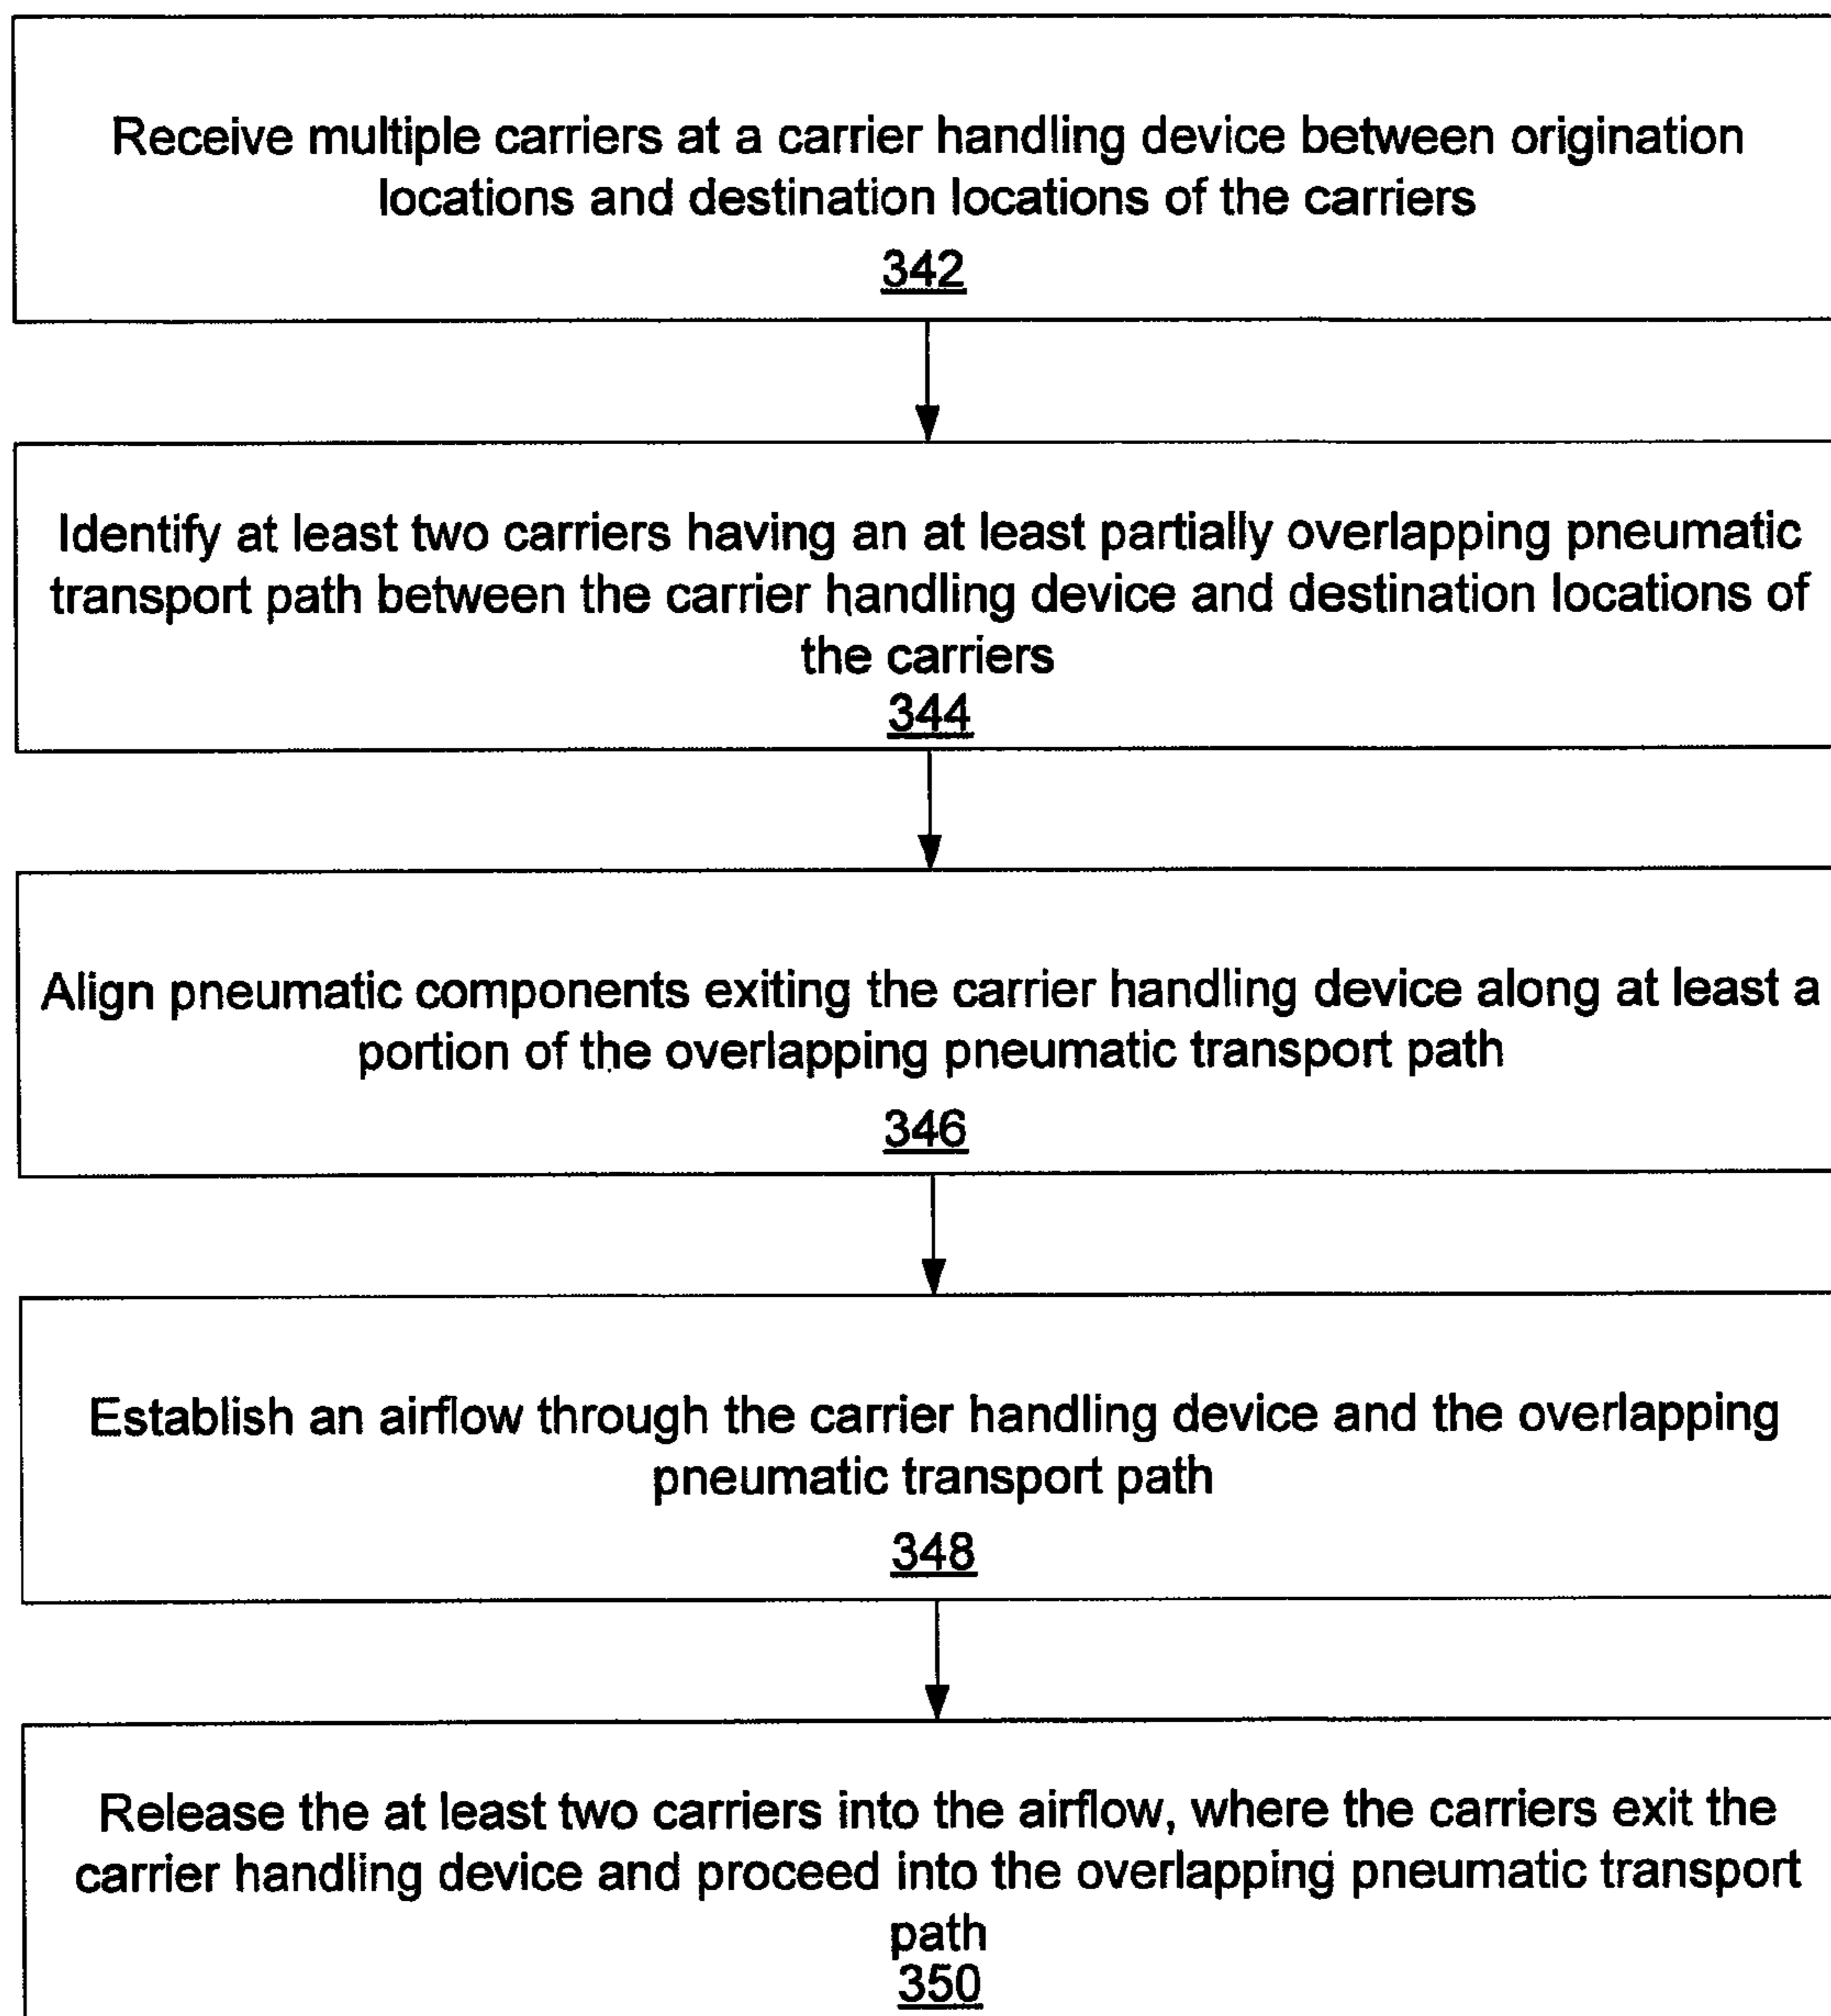 Receive multiple carriers at a carrier handling device between origination
locations and destination locations of the carriers
342
Identify at least two carriers having an at least partially overlapping pneumatic
transport path between the carrier handling device and destination locations of
the carriers
344
Align pneumatic components exiting the carrier handling device along at least a
portion of the overlapping pneumatic transport path
346
Establish an airflow through the carrier handling device and the overlapping
pneumatic transport path
348
Release the at least two carriers into the airflow, where the carriers exit the
carrier handling device and proceed into the overlapping pneumatic transport
path
350